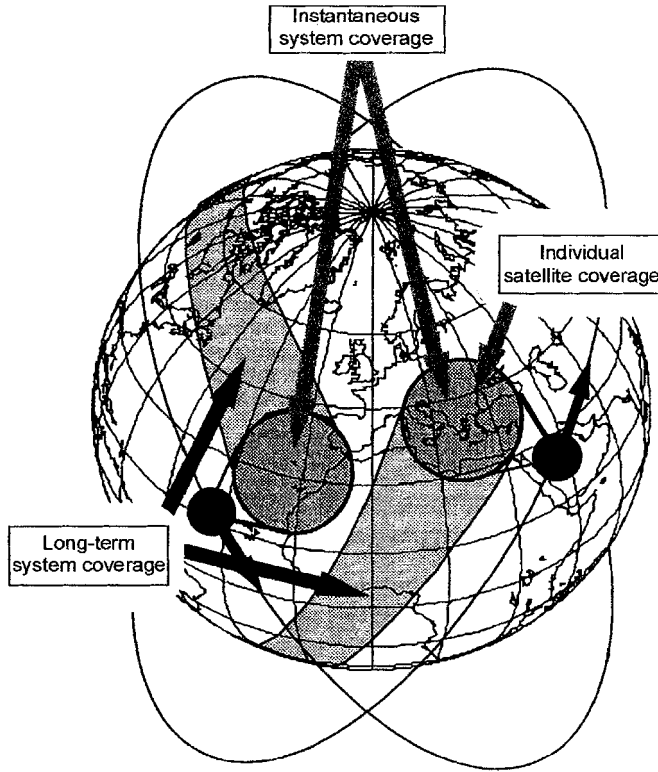 Instantaneous
system coverage
Individual
satellite coverage
Long-term
system coverage